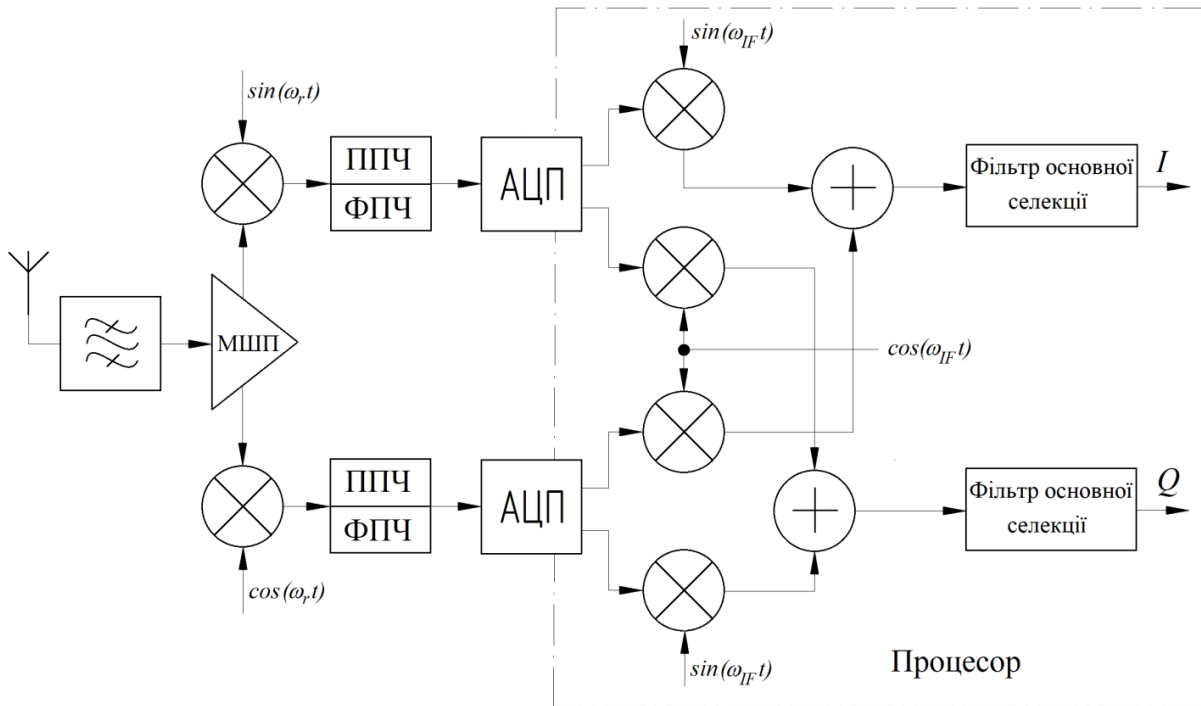 sin(ω_IF t)
sin(ω_r t)
ППЧ
ФПЧ
АЦП
Фільтр основної
селекції
I
МШП
cos(ω_IF t)
ППЧ
ФПЧ
АЦП
Фільтр основної
селекції
Q
cos(ω_r t)
sin(ω_IF t)
Процесор